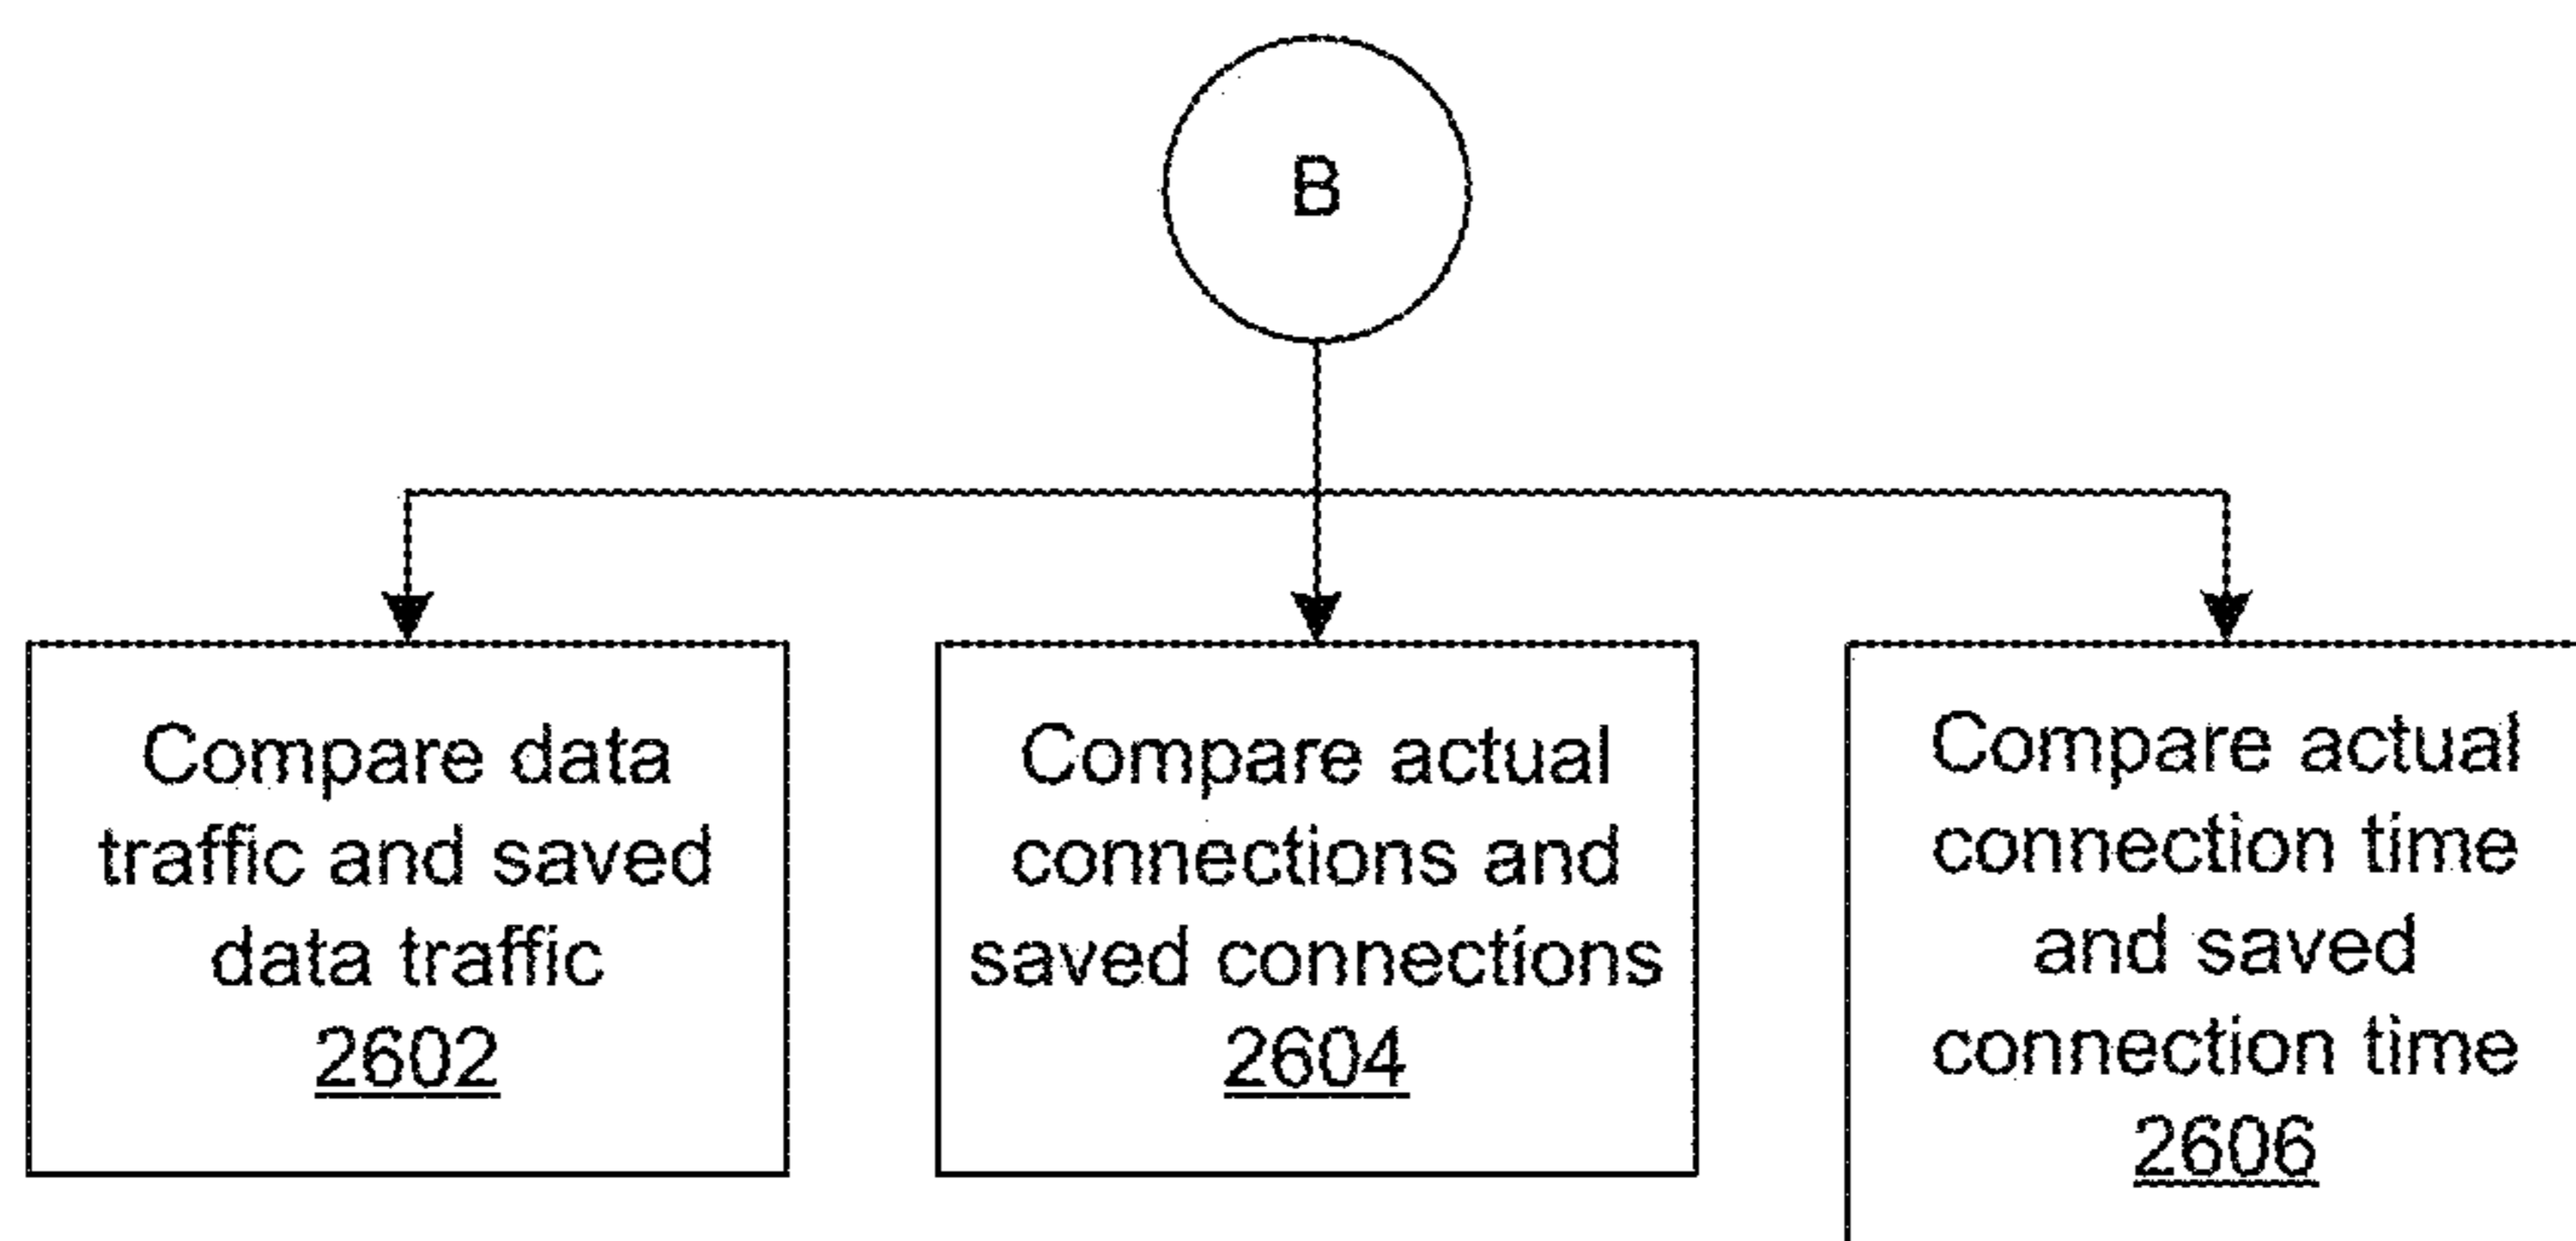 B
Compare data
traffic and saved
data traffic
2602
Compare actual
connections and
saved connections
2604
Compare actual
connection time
and saved
connection time
2606